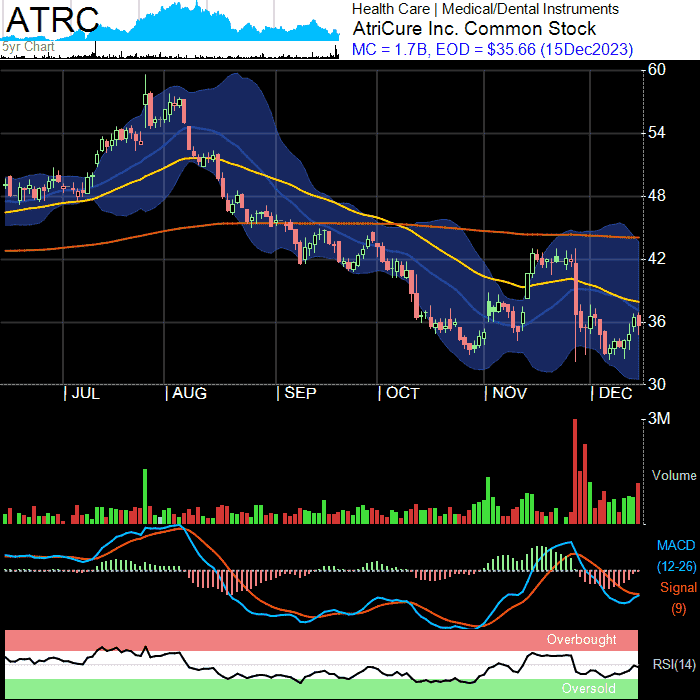 ATRC
5yr Chart
Health Care | Medical/Dental Instruments
AtriCure Inc. Common Stock
MC = 1.7B, EOD = $35.66 (15Dec2023)
60
54
48
42
36
30
| JUL | AUG | SEP | OCT | NOV | DEC
3M
Volume
MACD
(12-26)
Signal
(9)
Overbought
RSI(14)
Oversold